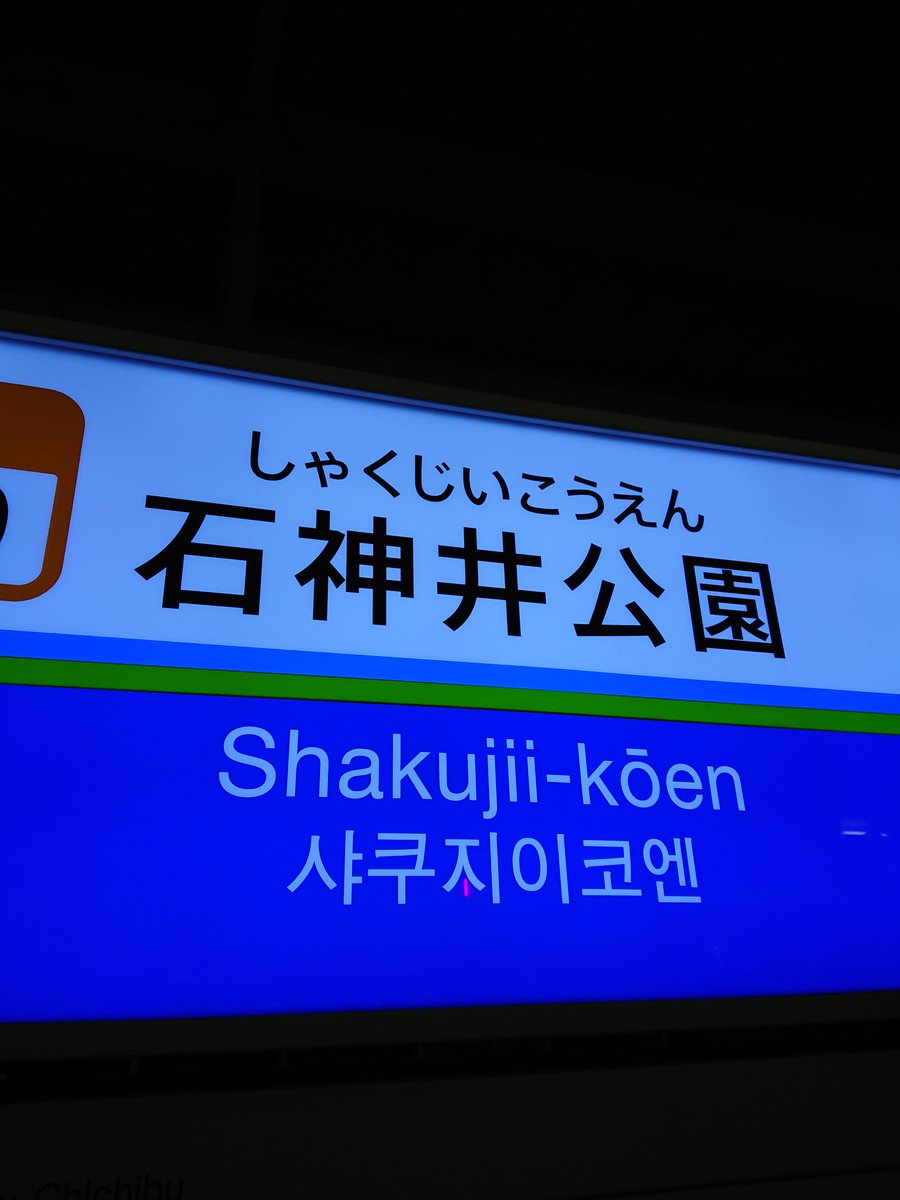 しゃくじいこうえん
石神井公園
Shakujii-kōen
샤쿠지이코엔
Chichibu